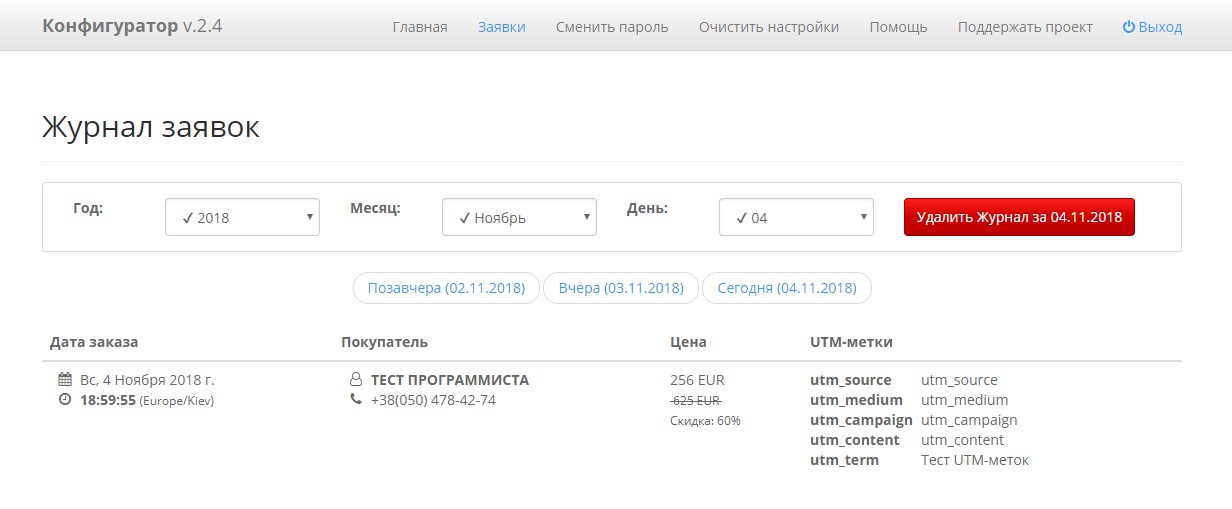 Конфигуратор v.2.4 Главная Заявки Сменить пароль Очистить настройки Помощь Поддержать проект Выход
Журнал заявок
Год: ✓ 2018 Месяц: ✓ Ноябрь День: ✓ 04 Удалить Журнал за 04.11.2018
Позавчера (02.11.2018) Вчера (03.11.2018) Сегодня (04.11.2018)
Дата заказа Покупатель Цена UTM-метки
Вс, 4 Ноября 2018 г. ТЕСТ ПРОГРАММИСТА 256 EUR utm_source utm_source
18:59:55 (Europe/Kiev) +38(050) 478-42-74 625 EUR utm_medium utm_medium
Скидка: 60% utm_campaign utm_campaign
utm_content utm_content
utm_term Тест UTM-меток